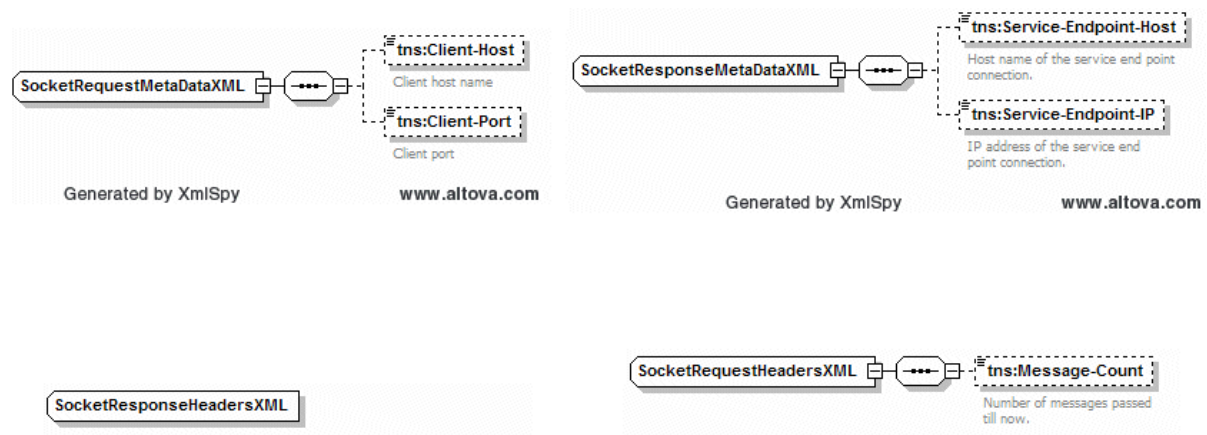 SocketRequestMetaDataXML
tns:Client-Host
Client host name
tns:Client-Port
Client port
Generated by XmlSpy
www.altova.com
SocketResponseMetaDataXML
tns:Service-Endpoint-Host
Host name of the service end point
connection.
tns:Service-Endpoint-IP
IP address of the service end
point connection.
Generated by XmlSpy
www.altova.com
SocketResponseHeadersXML
SocketRequestHeadersXML
tns:Message-Count
Number of messages passed
till now.